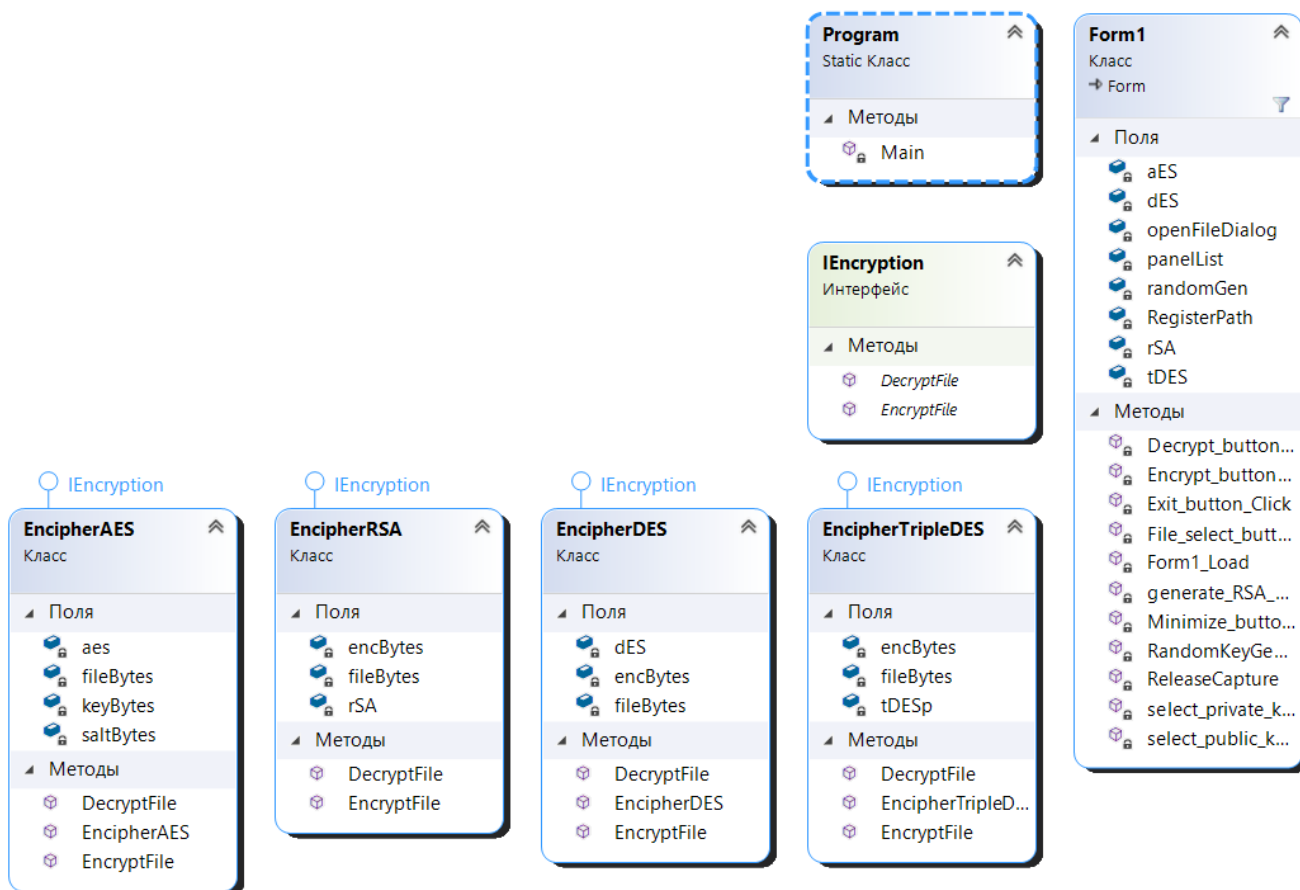 Program
Static Класс
Методы
Main
Form1
Класс
Form
Поля
aES
dES
openFileDialog
panelList
randomGen
RegisterPath
rSA
tDES
Методы
Decrypt_button...
Encrypt_button...
Exit_button_Click
File_select_butt...
Form1_Load
generate_RSA_...
Minimize_butto...
RandomKeyGe...
ReleaseCapture
select_private_k...
select_public_k...
IEncryption
Интерфейс
Методы
DecryptFile
EncryptFile
IEncryption
EncipherAES
Класс
Поля
aes
fileBytes
keyBytes
saltBytes
Методы
DecryptFile
EncipherAES
EncryptFile
IEncryption
EncipherRSA
Класс
Поля
encBytes
fileBytes
rSA
Методы
DecryptFile
EncryptFile
IEncryption
EncipherDES
Класс
Поля
dES
encBytes
fileBytes
Методы
DecryptFile
EncipherDES
EncryptFile
IEncryption
EncipherTripleDES
Класс
Поля
encBytes
fileBytes
tDESp
Методы
DecryptFile
EncipherTripleD...
EncryptFile